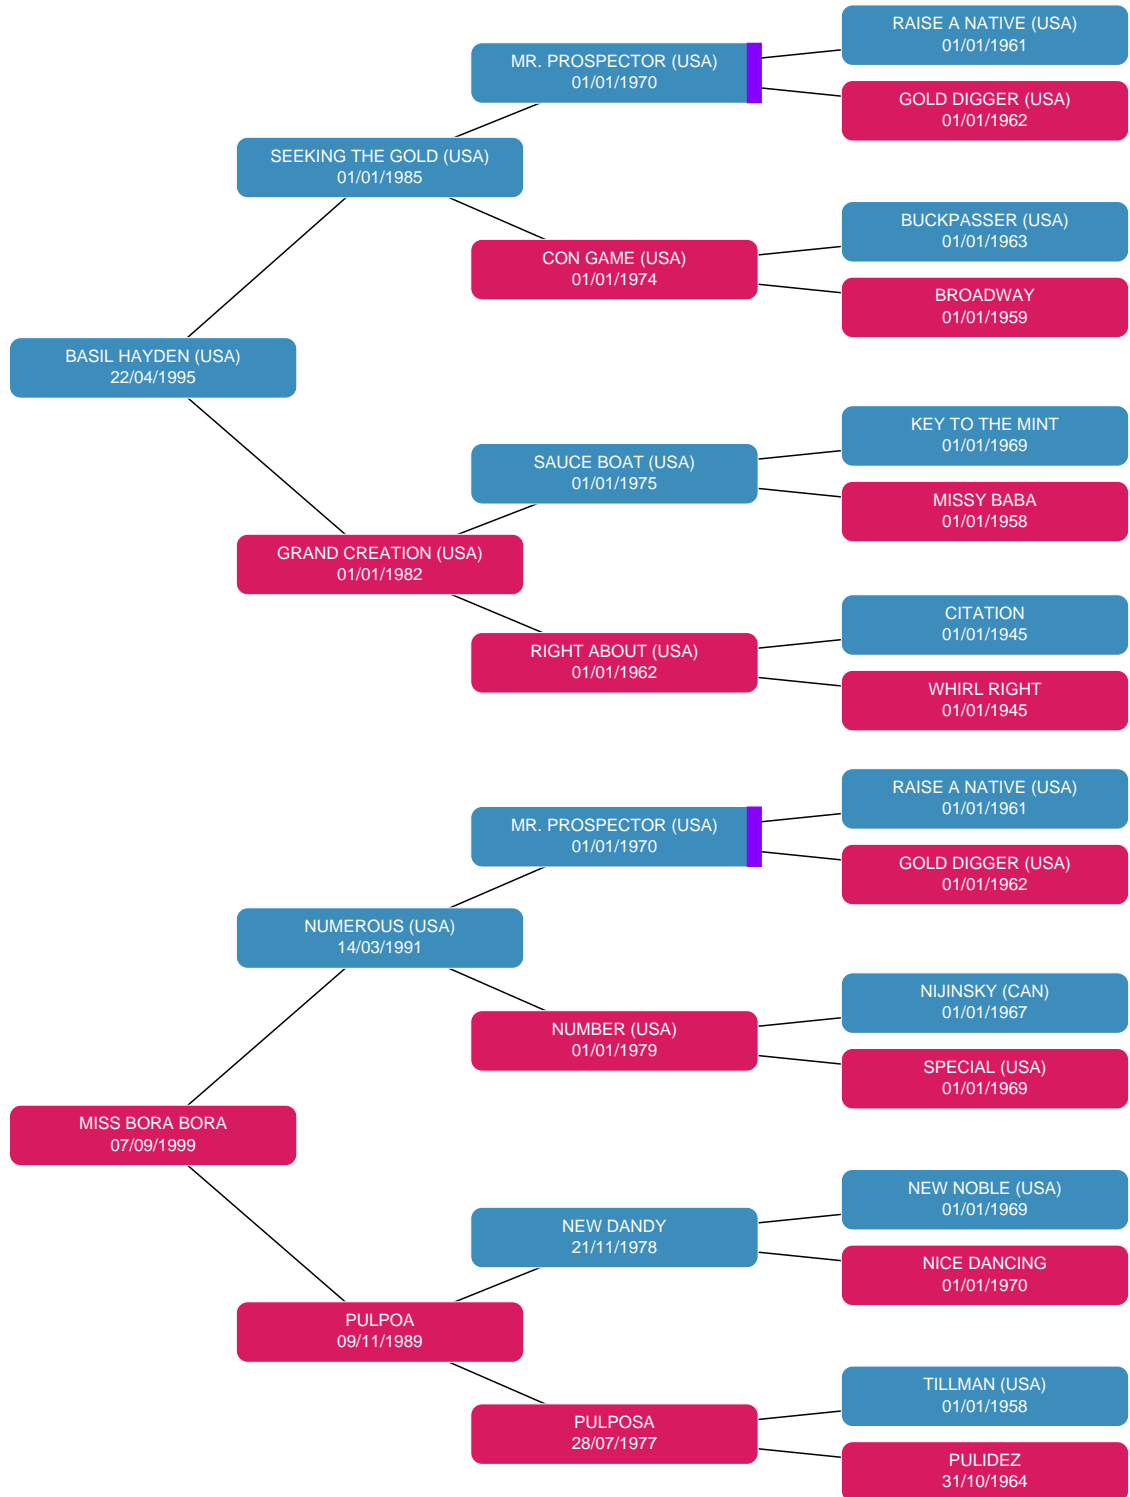 RAISE A NATIVE (USA)
01/01/1961
MR. PROSPECTOR (USA)
01/01/1970
GOLD DIGGER (USA)
01/01/1962
SEEKING THE GOLD (USA)
01/01/1985
BUCKPASSER (USA)
01/01/1963
CON GAME (USA)
01/01/1974
BROADWAY
01/01/1959
BASIL HAYDEN (USA)
22/04/1995
KEY TO THE MINT
01/01/1969
SAUCE BOAT (USA)
01/01/1975
MISSY BABA
01/01/1958
GRAND CREATION (USA)
01/01/1982
CITATION
01/01/1945
RIGHT ABOUT (USA)
01/01/1962
WHIRL RIGHT
01/01/1945
RAISE A NATIVE (USA)
01/01/1961
MR. PROSPECTOR (USA)
01/01/1970
GOLD DIGGER (USA)
01/01/1962
NUMEROUS (USA)
14/03/1991
NIJINSKY (CAN)
01/01/1967
NUMBER (USA)
01/01/1979
SPECIAL (USA)
01/01/1969
MISS BORA BORA
07/09/1999
NEW NOBLE (USA)
01/01/1969
NEW DANDY
21/11/1978
NICE DANCING
01/01/1970
PULPOA
09/11/1989
TILLMAN (USA)
01/01/1958
PULPOSA
28/07/1977
PULIDEZ
31/10/1964